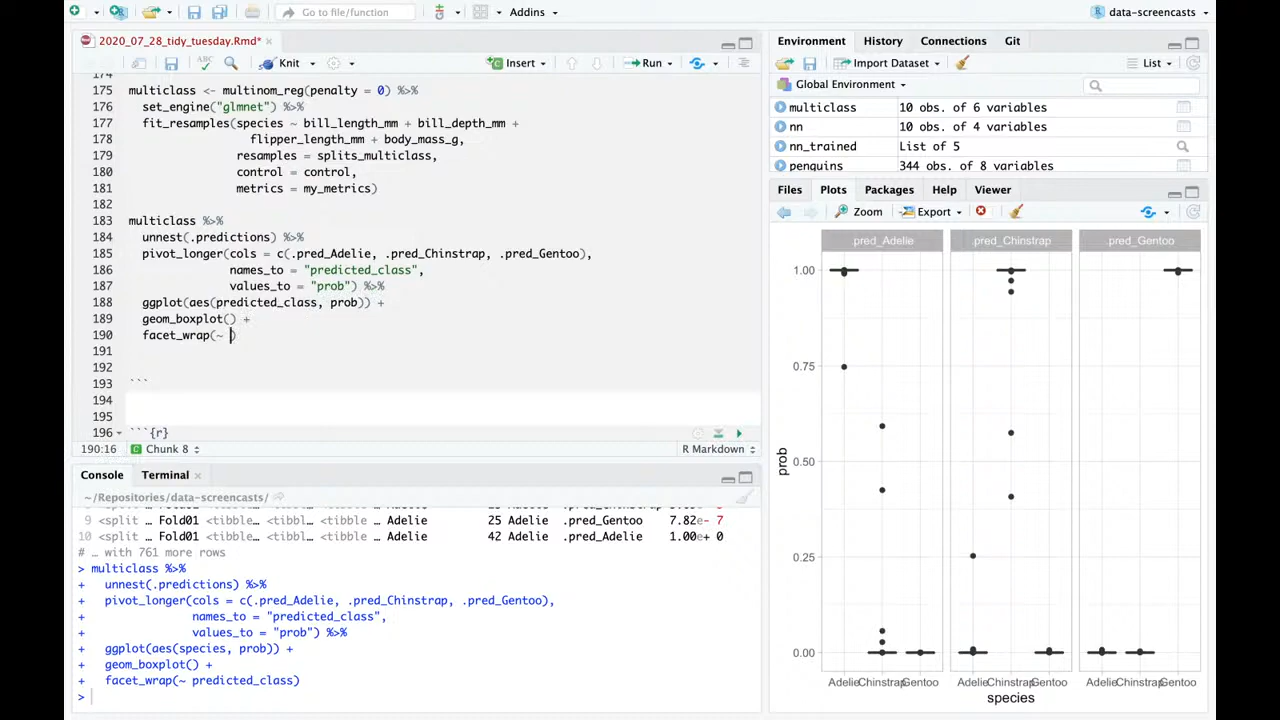 Go to file/function
Addins
data-screencasts
2020_07_28_tidy_tuesday.Rmd*
ABC
Knit
Insert
Run
175 multiclass <- multinom_reg(penalty = 0) %>%
176 set_engine("glmnet") %>%
177 fit_resamples(species ~ bill_length_mm + bill_depth_mm +
178 flipper_length_mm + body_mass_g,
179 resamples = splits_multiclass,
180 control = control,
181 metrics = my_metrics)
182
183 multiclass %>%
184 unnest(.predictions) %>%
185 pivot_longer(cols = c(.pred_Adelie, .pred_Chinstrap, .pred_Gentoo),
186 names_to = "predicted_class",
187 values_to = "prob") %>%
188 ggplot(aes(predicted_class, prob)) +
189 geom_boxplot() +
190 facet_wrap(~ )
191
192
193 ```
194
195
196 ```{r}
190:16 Chunk 8 R Markdown
Console Terminal
~/Repositories/data-screencasts/
9 <split … Fold01 <tibble… <tibbl… <tibble … Adelie 25 Adelie .pred_Gentoo 7.82e- 7
10 <split … Fold01 <tibble… <tibbl… <tibble … Adelie 42 Adelie .pred_Adelie 1.00e+ 0
# … with 761 more rows
> multiclass %>%
+ unnest(.predictions) %>%
+ pivot_longer(cols = c(.pred_Adelie, .pred_Chinstrap, .pred_Gentoo),
+ names_to = "predicted_class",
+ values_to = "prob") %>%
+ ggplot(aes(species, prob)) +
+ geom_boxplot() +
+ facet_wrap(~ predicted_class)
>
Environment History Connections Git
Import Dataset List
Global Environment
multiclass 10 obs. of 6 variables
nn 10 obs. of 4 variables
nn_trained List of 5
penguins 344 obs. of 8 variables
Files Plots Packages Help Viewer
Zoom Export
.pred_Adelie .pred_Chinstrap .pred_Gentoo
1.00
0.75
prob
0.50
0.25
0.00
Adelie Chinstrap Gentoo Adelie Chinstrap Gentoo Adelie Chinstrap Gentoo
species